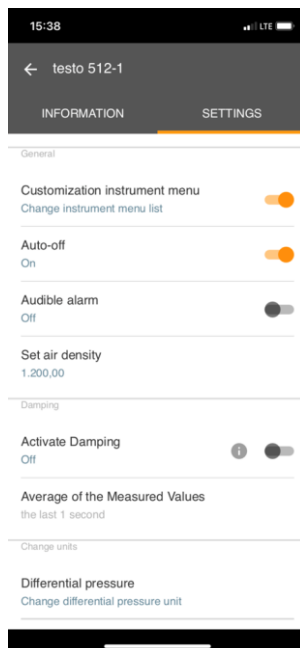 15:38
LTE
testo 512-1
INFORMATION SETTINGS
General
Customization instrument menu
Change instrument menu list
Auto-off
On
Audible alarm
Off
Set air density
1.200,00
Damping
Activate Damping
Off
Average of the Measured Values
the last 1 second
Change units
Differential pressure
Change differential pressure unit